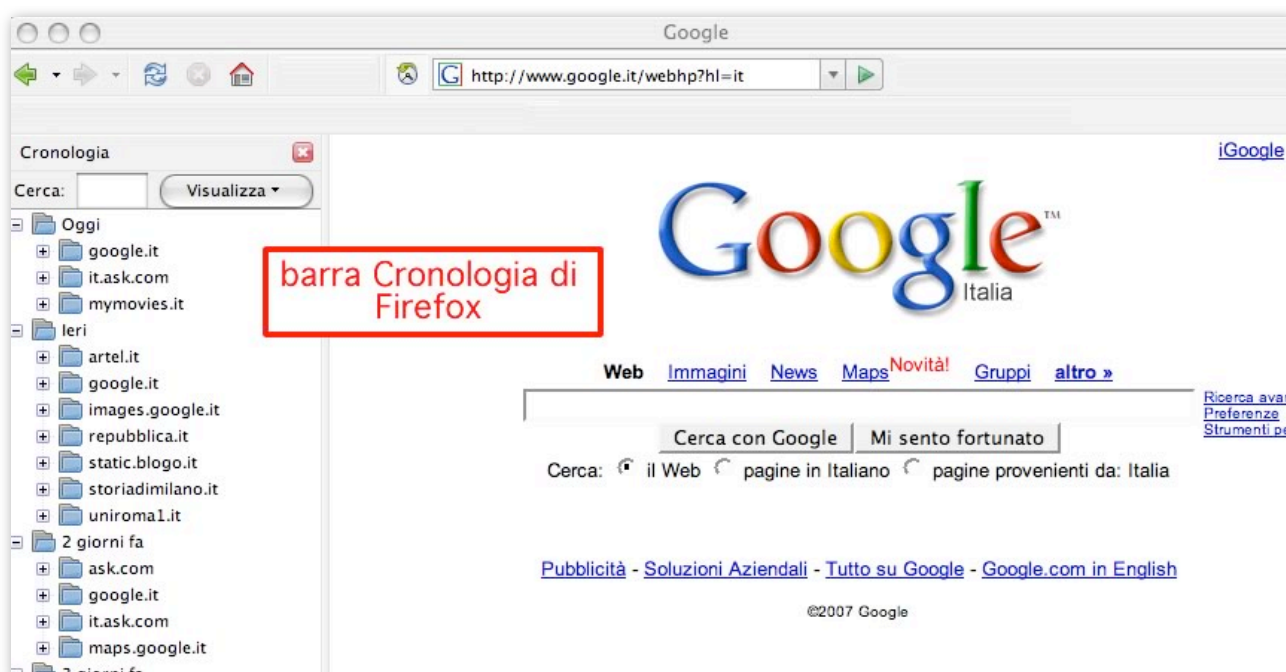 Google
http://www.google.it/webhp?hl=it
Cronologia
Cerca:
Visualizza
Oggi
google.it
it.ask.com
mymovies.it
Ieri
artel.it
google.it
images.google.it
repubblica.it
static.blogo.it
storiadimilano.it
uniroma1.it
2 giorni fa
ask.com
google.it
it.ask.com
maps.google.it
barra Cronologia di
Firefox
iGoogle
Google™
Italia
Web Immagini News Maps Novità! Gruppi altro »
Ricerca
Preferenze
Strumenti
Cerca con Google Mi sento fortunato
Cerca: il Web pagine in Italiano pagine provenienti da: Italia
Pubblicità - Soluzioni Aziendali - Tutto su Google - Google.com in English
©2007 Google